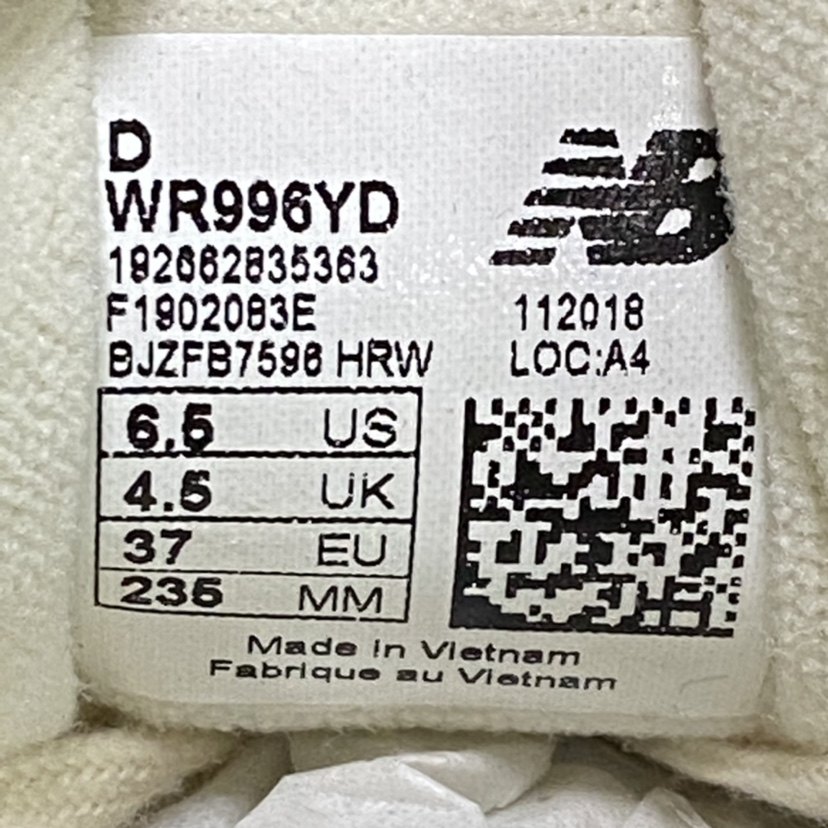 D
WR996YD
192662835363
F1902083E
112018
BJZFB7596 HRW
LOC:A4
NB
6.5 US
4.5 UK
37 EU
235 MM
Made in Vietnam
Fabrique au Vietnam